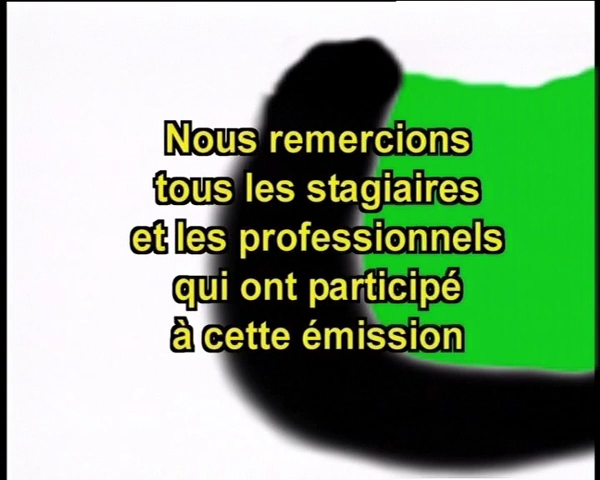 Nous remercions
tous les stagiaires
et les professionnels
qui ont participé
à cette émission